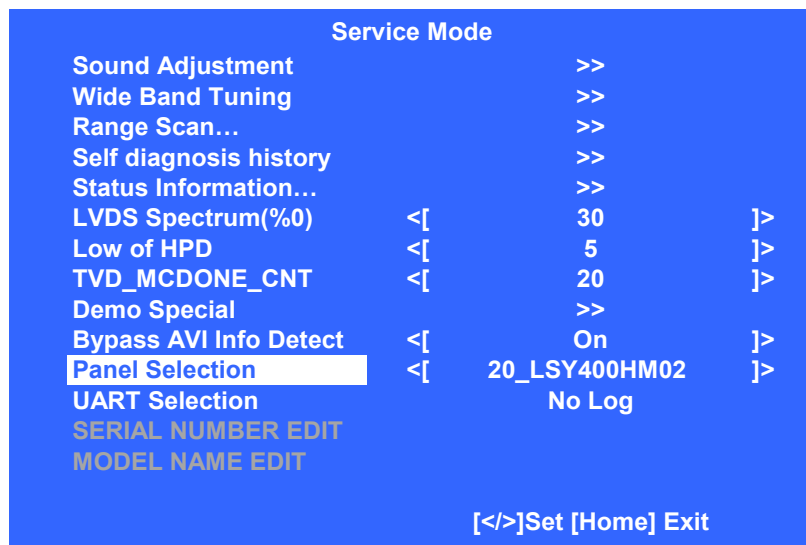 Service Mode
Sound Adjustment >>
Wide Band Tuning >>
Range Scan... >>
Self diagnosis history >>
Status Information... >>
LVDS Spectrum(%0) <[ 30 ]>
Low of HPD <[ 5 ]>
TVD_MCDONE_CNT <[ 20 ]>
Demo Special >>
Bypass AVI Info Detect <[ On ]>
Panel Selection <[ 20_LSY400HM02 ]>
UART Selection No Log
SERIAL NUMBER EDIT
MODEL NAME EDIT
[</>]Set [Home] Exit